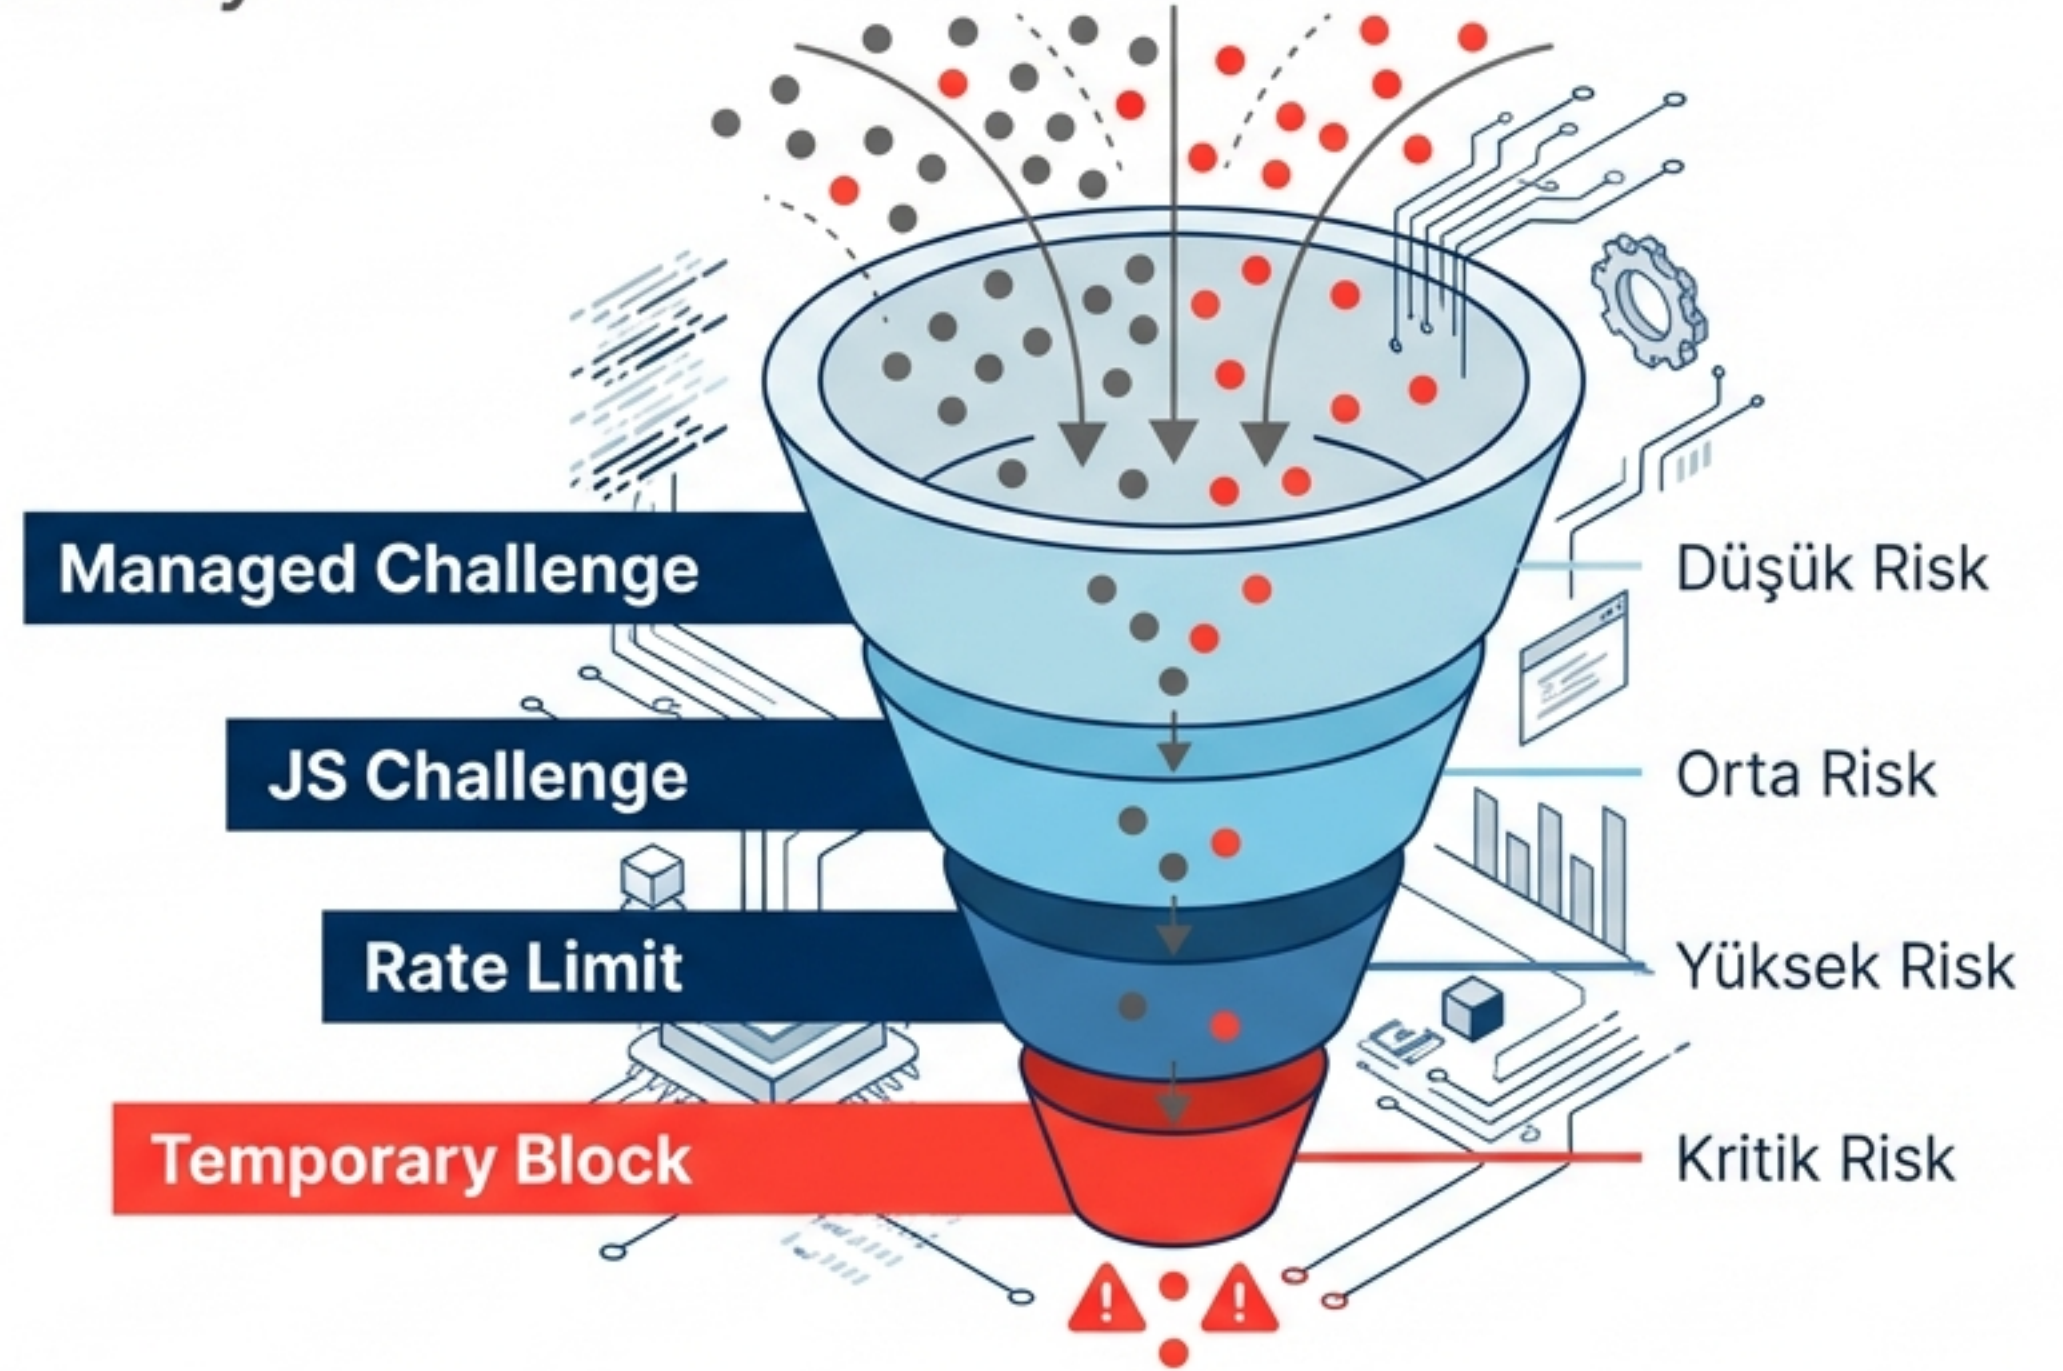 Managed Challenge
Düşük Risk
JS Challenge
Orta Risk
Rate Limit
Yüksek Risk
Temporary Block
Kritik Risk